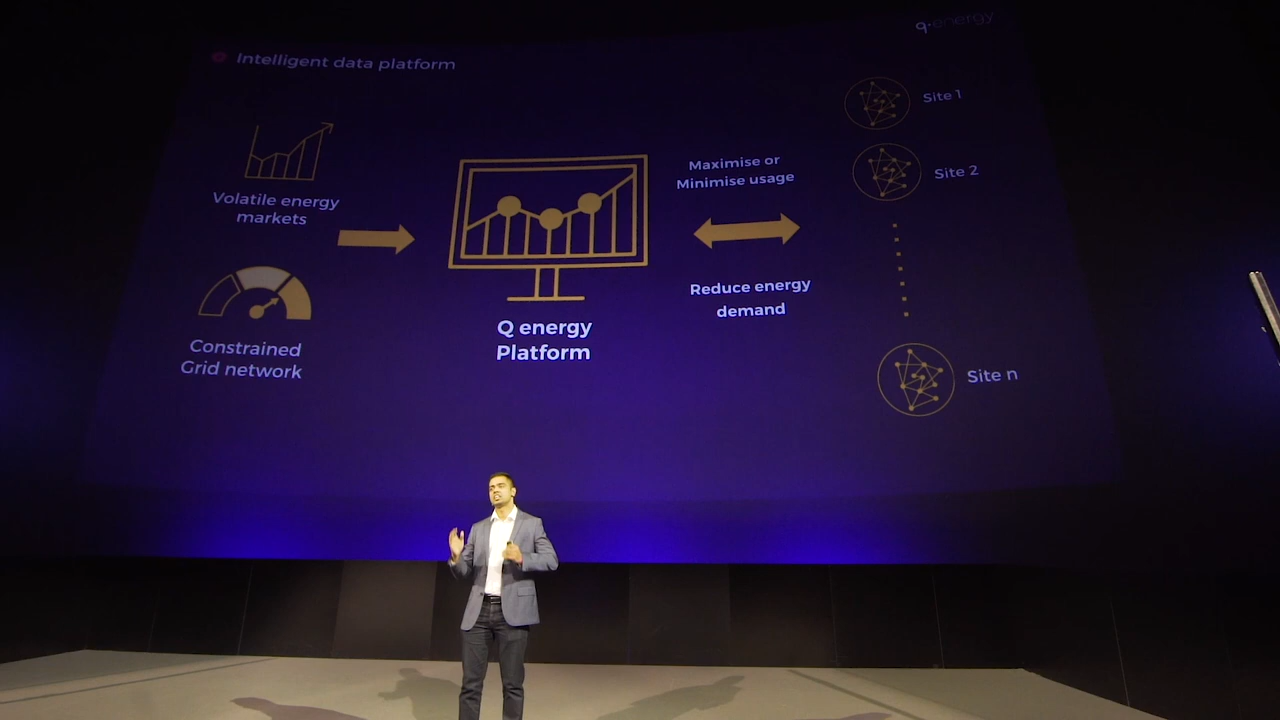 q-energy
Intelligent data platform
Site 1
Maximise or
Minimise usage
Site 2
Volatile energy
markets
Reduce energy
demand
Q energy
Platform
Constrained
Grid network
Site n